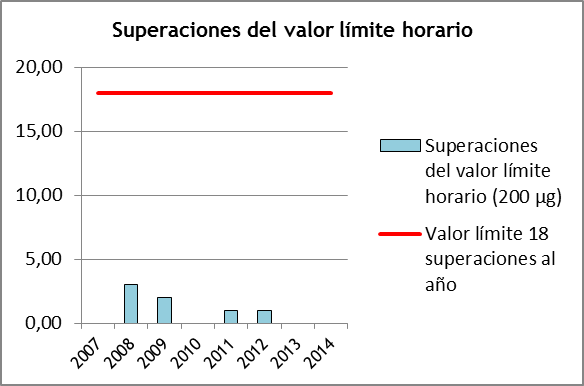 Superaciones del valor límite horario
20,00
15,00
10,00
5,00
0,00
2007
2008
2009
2010
2011
2012
2013
2014
Superaciones
del valor límite
horario (200 µg)
Valor límite 18
superaciones al
año